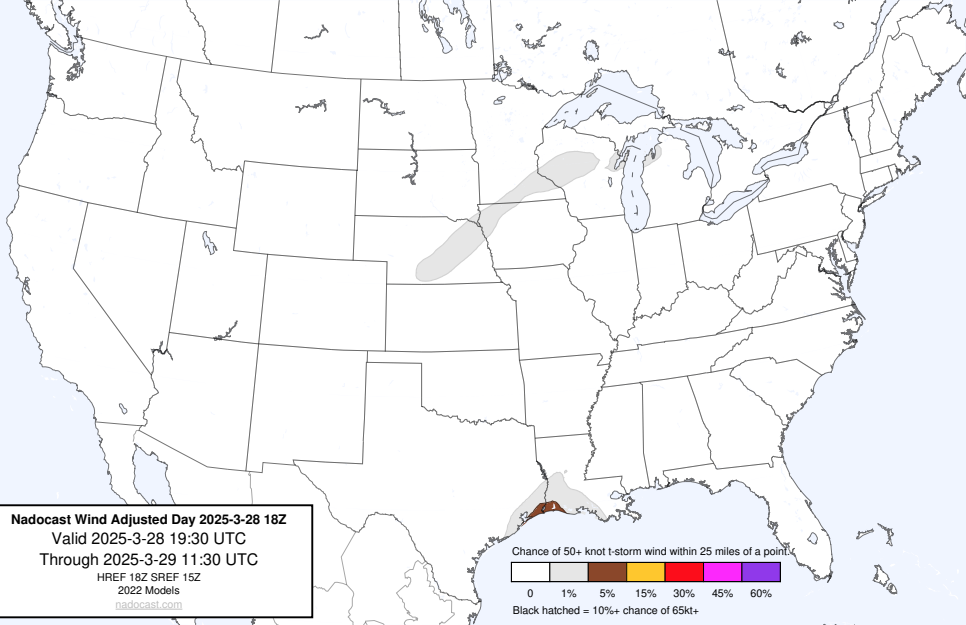 Nadocast Wind Adjusted Day 2025-3-28 18Z
Valid 2025-3-28 19:30 UTC
Through 2025-3-29 11:30 UTC
HREF 18Z SREF 15Z
2022 Models
nadocast.com
Chance of 50+ knot t-storm wind within 25 miles of a point.
0 1% 5% 15% 30% 45% 60%
Black hatched = 10%+ chance of 65kt+